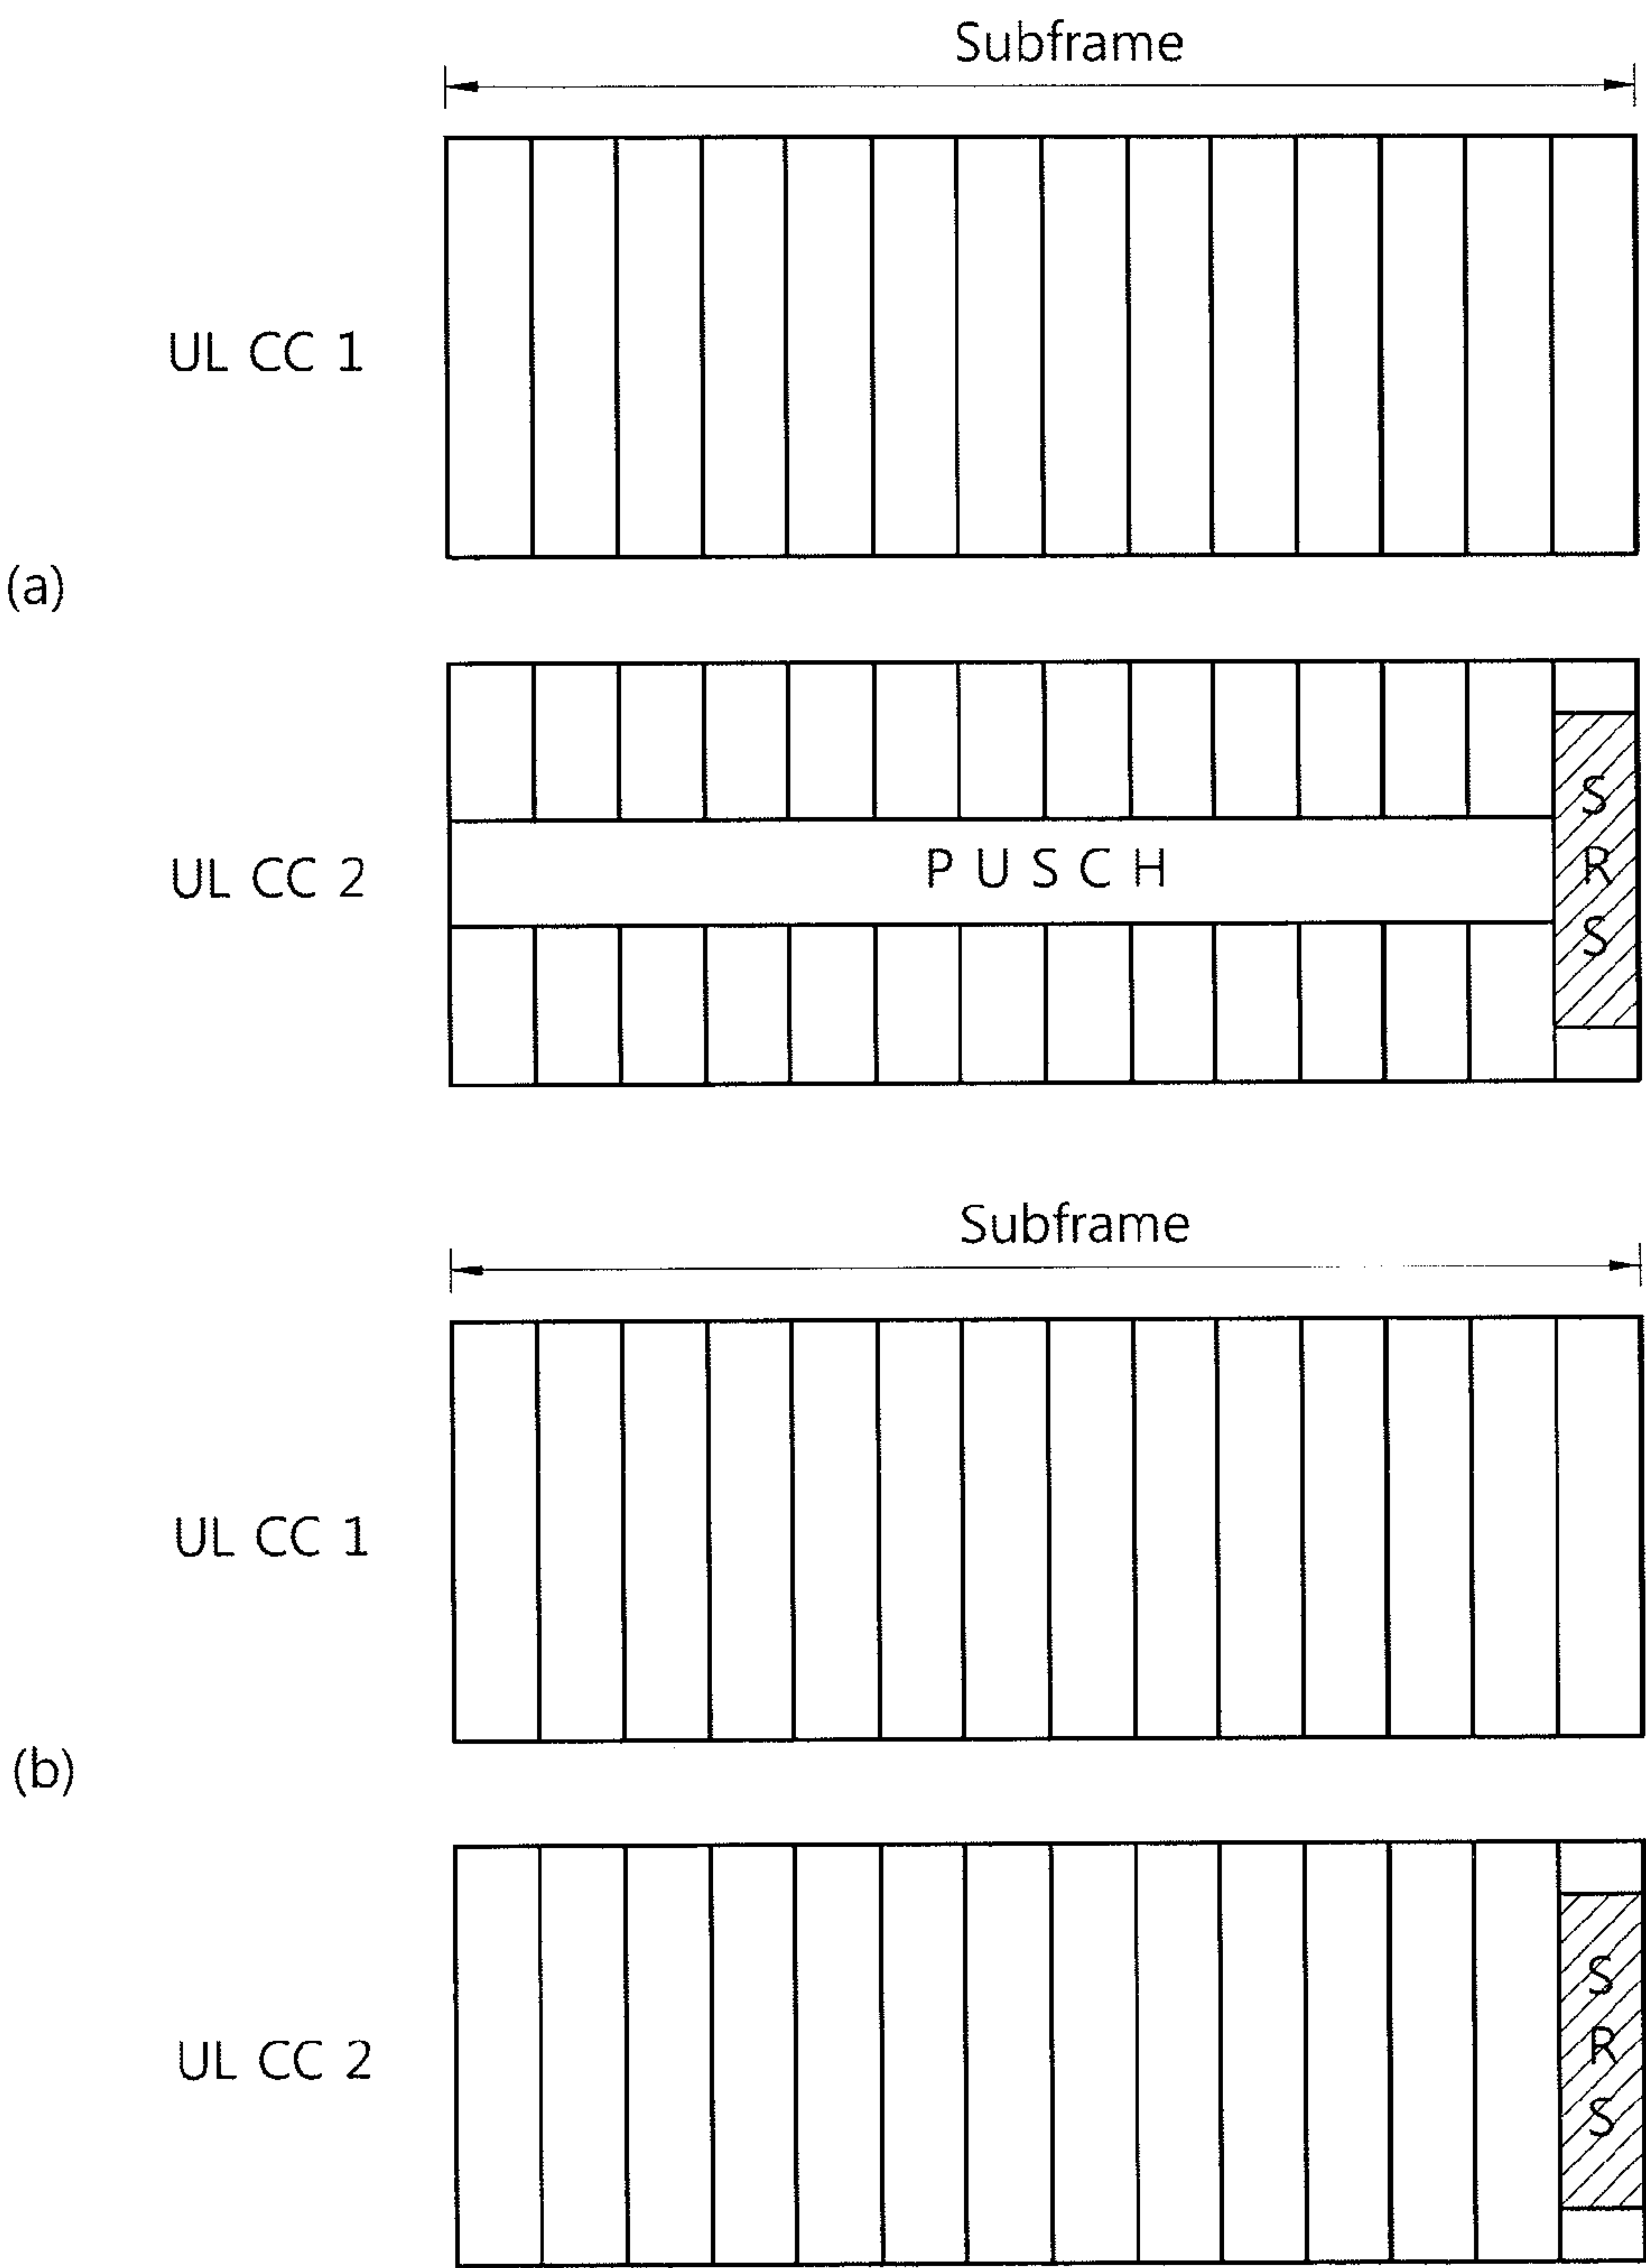 Subframe
UL CC 1
(a)
UL CC 2
PUSCH
SRS
Subframe
UL CC 1
(b)
UL CC 2
SRS